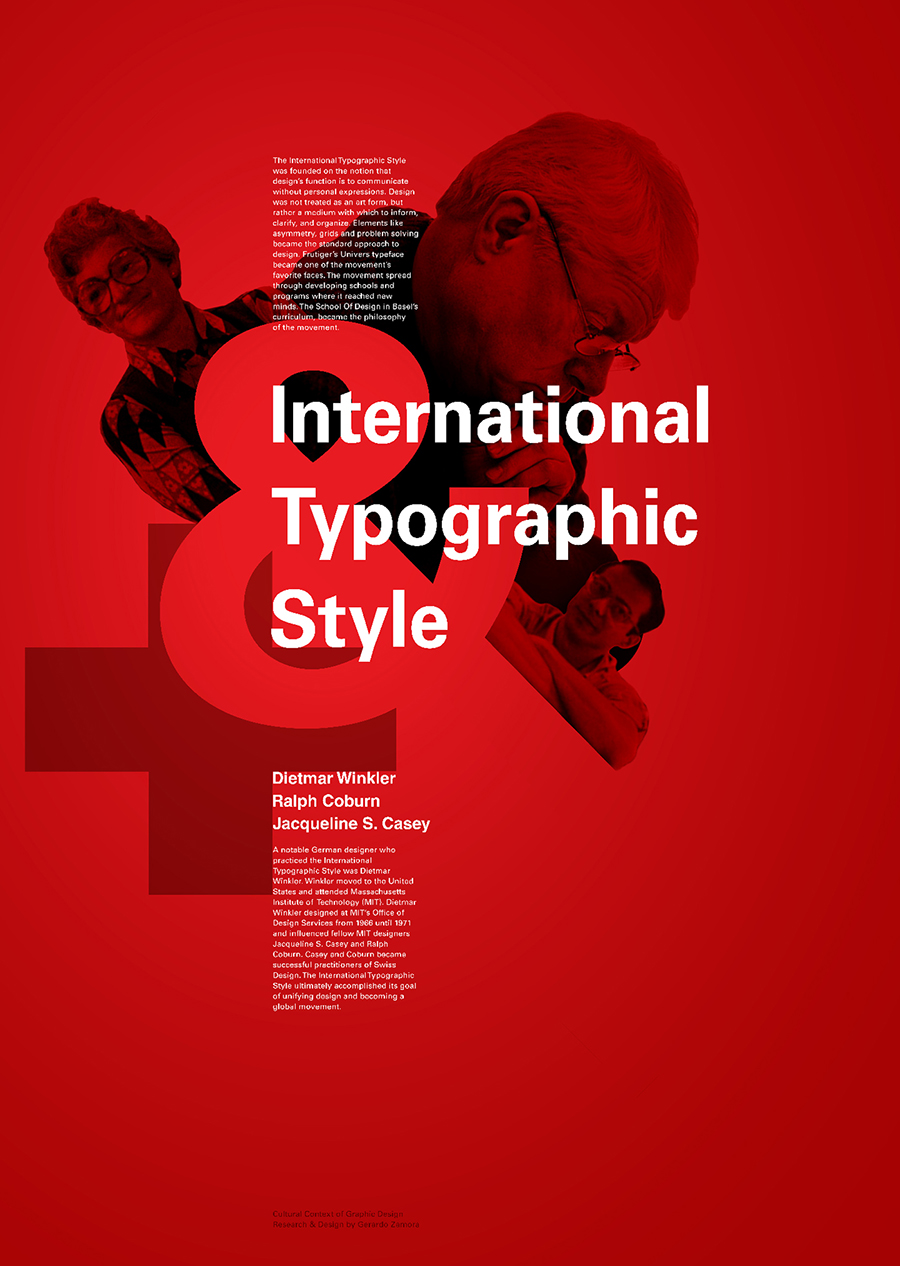 The International Typographic Style
was founded on the notion that
design's function is to communicate
without personal expressions. Design
was not treated as an art form, but
rather a medium with which to inform,
clarify, and organize. Elements like
asymmetry, grids and problem solving
became the standard approach to
design. Frutiger's Univers typeface
became one of the movement's
favorite faces. The movement spread
through developing schools and
programs where it reached new
minds. The School Of Design in Basel's
curriculum, became the philosophy
of the movement.
&
International
Typographic
Style
Dietmar Winkler
Ralph Coburn
Jacqueline S. Casey
A notable German designer who
practiced the International
Typographic Style was Dietmar
Winkler. Winkler moved to the United
States and attended Massachusetts
Institute of Technology (MIT). Dietmar
Winkler designed at MIT's Office of
Design Services from 1966 until 1971
and influenced fellow MIT designers
Jacqueline S. Casey and Ralph
Coburn. Casey and Coburn became
successful practitioners of Swiss
Design. The International Typographic
Style ultimately accomplished its goal
of unifying design and becoming a
global movement.
Cultural Context of Graphic Design
Research & Design by Gerardo Zamora